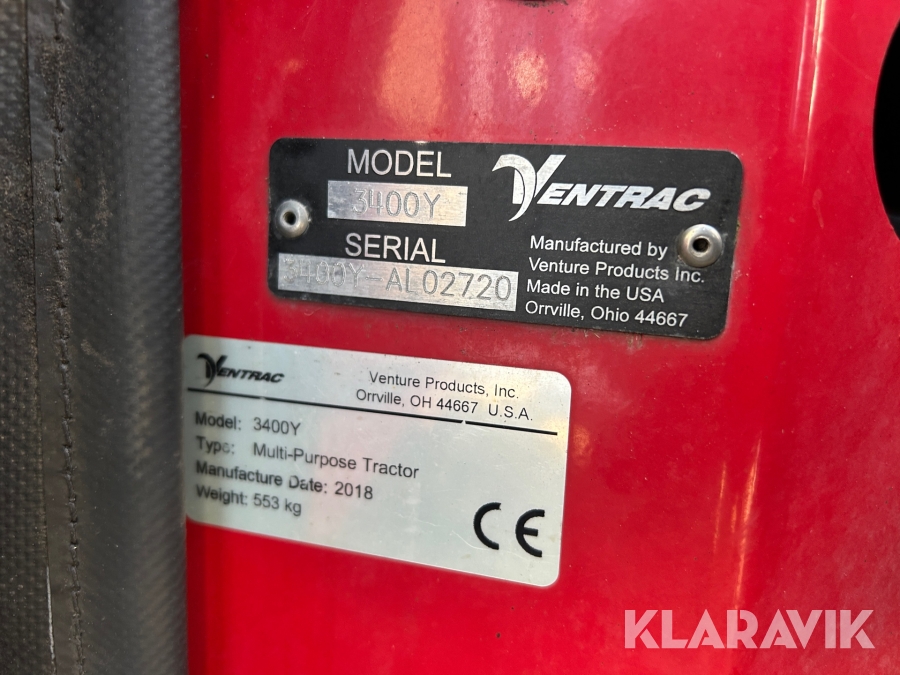 MODEL
3400Y
SERIAL
3400Y-AL02720
VENTRAC
Manufactured by
Venture Products Inc.
Made in the USA
Orrville, Ohio 44667
VENTRAC
Venture Products, Inc.
Orrville, OH 44667 U.S.A.
Model: 3400Y
Type: Multi-Purpose Tractor
Manufacture Date: 2018
Weight: 553 kg
CE
KLARAVIK